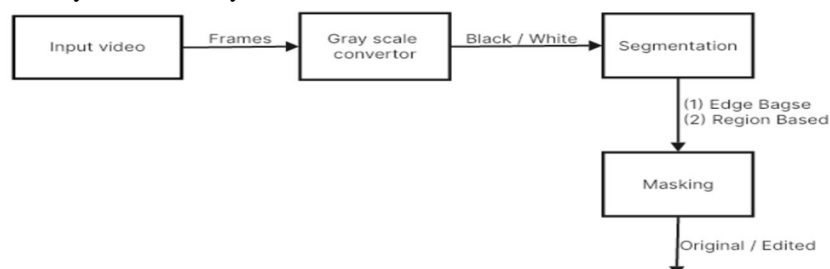 Input video
Frames
Gray scale
convertor
Black / White
Segmentation
(1) Edge Bagse
(2) Region Based
Masking
Original / Edited